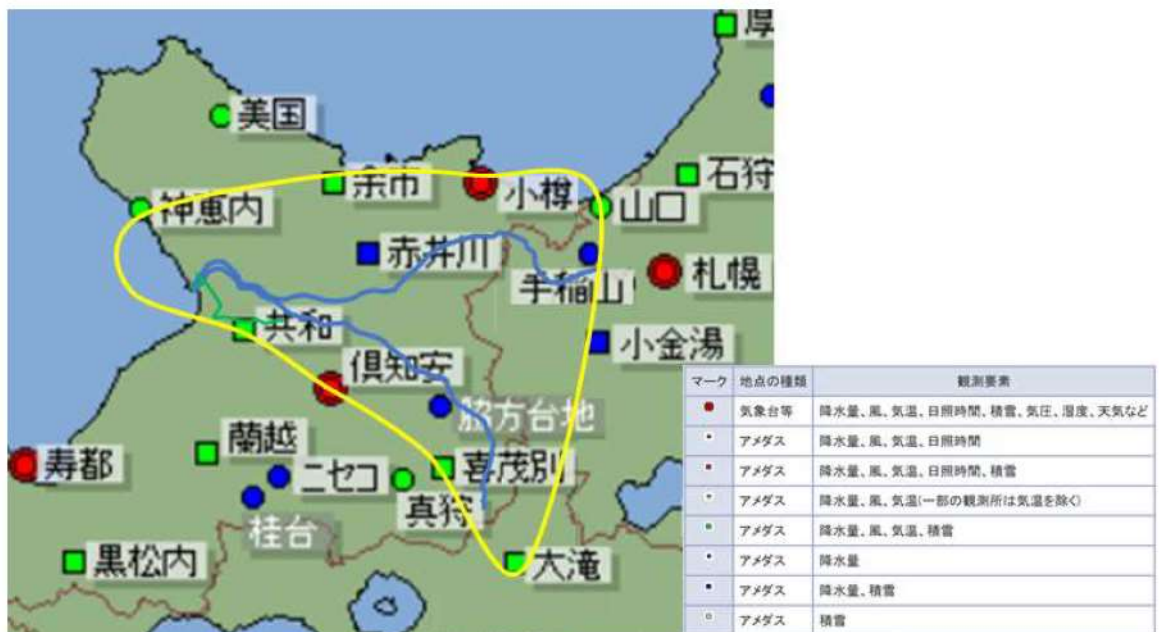 厚
美国
余市
小樽
石狩
神恵内
山口
赤井川
手稲山
札幌
共和
小金湯
倶知安
脇方台地
蘭越
寿都
ニセコ
喜茂別
真狩
桂台
黒松内
大滝
マーク 地点の種類 観測要素
気象台等 降水量、風、気温、日照時間、積雪、気圧、湿度、天気など
アメダス 降水量、風、気温、日照時間
アメダス 降水量、風、気温、日照時間、積雪
アメダス 降水量、風、気温(一部の観測所は気温を除く)
アメダス 降水量、風、気温、積雪
アメダス 降水量
アメダス 降水量、積雪
アメダス 積雪